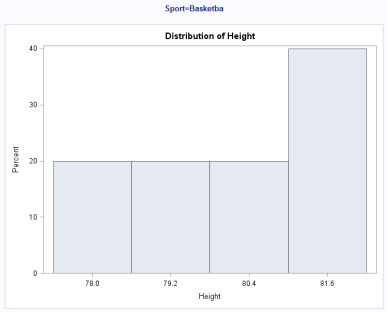 Sport=Basketba
Distribution of Height
40
30
20
10
0
Percent
78.0 79.2 80.4 81.6
Height